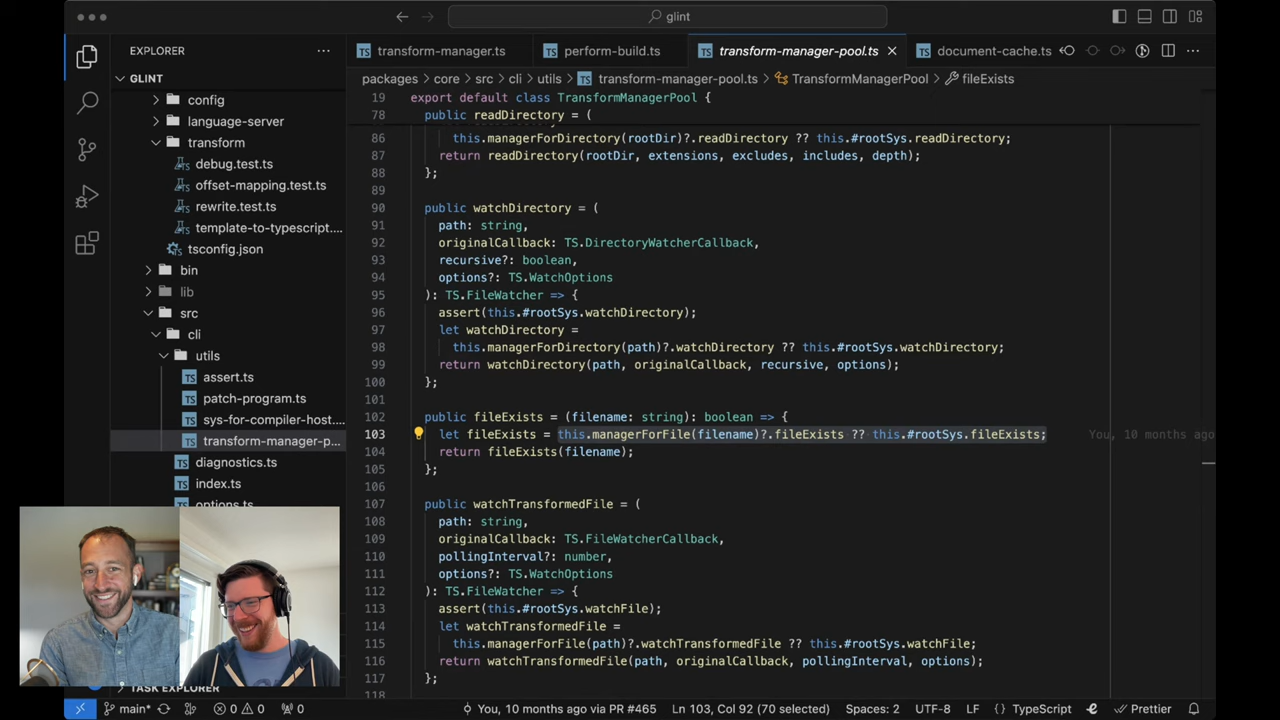 glint
EXPLORER
GLINT
config
language-server
transform
debug.test.ts
offset-mapping.test.ts
rewrite.test.ts
template-to-typescript....
tsconfig.json
bin
lib
src
cli
utils
TS assert.ts
TS patch-program.ts
TS sys-for-compiler-host....
TS transform-manager-p...
TS diagnostics.ts
TS index.ts
options.ts
TASK EXPLORER
TS transform-manager.ts
TS perform-build.ts
TS transform-manager-pool.ts
TS document-cache.ts
packages > core > src > cli > utils > TS transform-manager-pool.ts > TransformManagerPool > fileExists
19 export default class TransformManagerPool {
78 public readDirectory = (
86 this.managerForDirectory(rootDir)?.readDirectory ?? this.#rootSys.readDirectory;
87 return readDirectory(rootDir, extensions, excludes, includes, depth);
88 };
89
90 public watchDirectory = (
91 path: string,
92 originalCallback: TS.DirectoryWatcherCallback,
93 recursive?: boolean,
94 options?: TS.WatchOptions
95 ): TS.FileWatcher => {
96 assert(this.#rootSys.watchDirectory);
97 let watchDirectory =
98 this.managerForDirectory(path)?.watchDirectory ?? this.#rootSys.watchDirectory;
99 return watchDirectory(path, originalCallback, recursive, options);
100 };
101
102 public fileExists = (filename: string): boolean => {
103 let fileExists = this.managerForFile(filename)?.fileExists ?? this.#rootSys.fileExists; You, 10 months ago
104 return fileExists(filename);
105 };
106
107 public watchTransformedFile = (
108 path: string,
109 originalCallback: TS.FileWatcherCallback,
110 pollingInterval?: number,
111 options?: TS.WatchOptions
112 ): TS.FileWatcher => {
113 assert(this.#rootSys.watchFile);
114 let watchTransformedFile =
115 this.managerForFile(path)?.watchTransformedFile ?? this.#rootSys.watchFile;
116 return watchTransformedFile(path, originalCallback, pollingInterval, options);
117 };
118
main* 0 0 0 You, 10 months ago via PR #465 Ln 103, Col 92 (70 selected) Spaces: 2 UTF-8 LF {} TypeScript Prettier